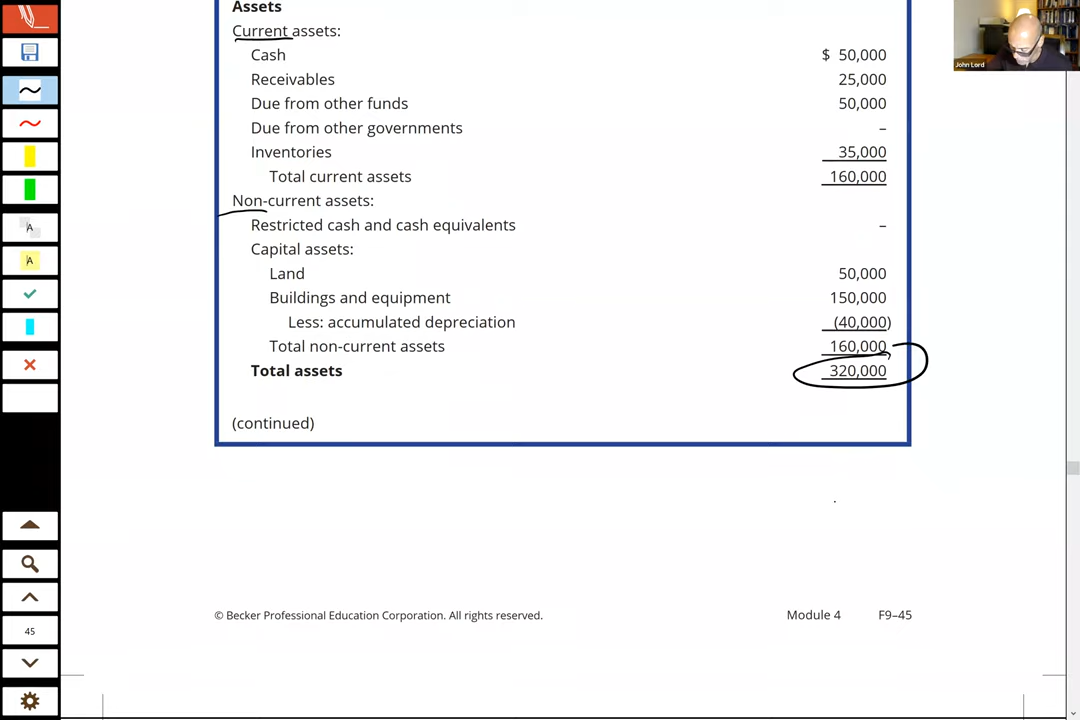 Assets
Current assets:
Cash $ 50,000
Receivables 25,000
Due from other funds 50,000
Due from other governments –
Inventories 35,000
Total current assets 160,000
Non-current assets:
Restricted cash and cash equivalents –
Capital assets:
Land 50,000
Buildings and equipment 150,000
Less: accumulated depreciation (40,000)
Total non-current assets 160,000
Total assets 320,000
(continued)
© Becker Professional Education Corporation. All rights reserved. Module 4 F9–45
John Lord
A
A
45